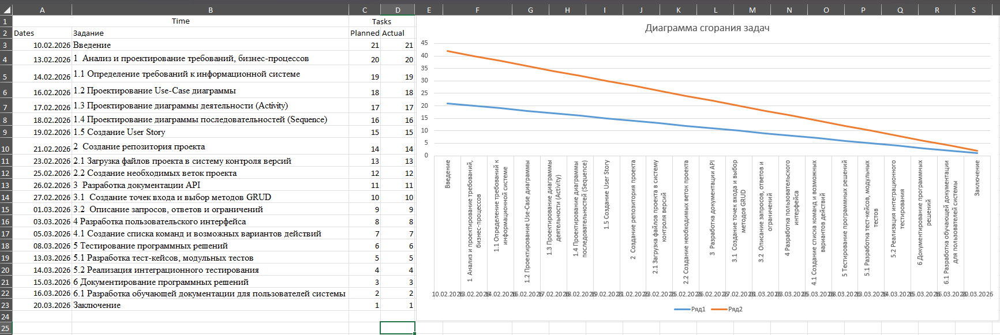 A B C D E F G H I J K L M N O P Q R S
1 Time Tasks
2 Dates Задание Planned Actual
3 10.02.2026 Введение 21 21
4 13.02.2026 1 Анализ и проектирование требований, бизнес-процессов 20 20
5 14.02.2026 1.1 Определение требований к информационной системе 19 19
6 16.02.2026 1.2 Проектирование Use-Case диаграммы 18 18
7 17.02.2026 1.3 Проектирование диаграммы деятельности (Activity) 17 17
8 18.02.2026 1.4 Проектирование диаграммы последовательностей (Sequence) 16 16
9 19.02.2026 1.5 Создание User Story 15 15
10 21.02.2026 2 Создание репозитория проекта 14 14
11 23.02.2026 2.1 Загрузка файлов проекта в систему контроля версий 13 13
12 25.02.2026 2.2 Создание необходимых веток проекта 12 12
13 26.02.2026 3 Разработка документации API 11 11
14 27.02.2026 3.1 Создание точек входа и выбор методов GRUD 10 10
15 01.03.2026 3.2 Описание запросов, ответов и ограничений 9 9
16 03.03.2026 4 Разработка пользовательского интерфейса 8 8
17 05.03.2026 4.1 Создание списка команд и возможных вариантов действий 7 7
18 08.03.2026 5 Тестирование программных решений 6 6
19 13.03.2026 5.1 Разработка тест-кейсов, модульных тестов 5 5
20 14.03.2026 5.2 Реализация интеграционного тестирования 4 4
21 15.03.2026 6 Документирование программных решений 3 3
22 16.03.2026 6.1 Разработка обучающей документации для пользователей системы 2 2
23 20.03.2026 Заключение 1 1
24
25
Диаграмма сгорания задач
45
40
35
30
25
20
15
10
5
0
Введение
1 Анализ и проектирование требований,
бизнес-процессов
1.1 Определение требований к
информационной системе
1.2 Проектирование Use-Case диаграммы
1.3 Проектирование диаграммы
деятельности (Activity)
1.4 Проектирование диаграммы
последовательностей (Sequence)
1.5 Создание User Story
2 Создание репозитория проекта
2.1 Загрузка файлов проекта в систему
контроля версий
2.2 Создание необходимых веток проекта
3 Разработка документации API
3.1 Создание точек входа и выбор
методов GRUD
3.2 Описание запросов, ответов и
ограничений
4 Разработка пользовательского
интерфейса
4.1 Создание списка команд и возможных
вариантов действий
5 Тестирование программных решений
5.1 Разработка тест-кейсов, модульных
тестов
5.2 Реализация интеграционного
тестирования
6 Документирование программных
решений
6.1 Разработка обучающей документации
для пользователей системы
Заключение
10.02.2026 13.02.2026 14.02.2026 16.02.2026 17.02.2026 18.02.2026 19.02.2026 21.02.2026 23.02.2026 25.02.2026 26.02.2026 27.02.2026 01.03.2026 03.03.2026 05.03.2026 08.03.2026 13.03.2026 14.03.2026 15.03.2026 16.03.2026 20.03.2026
Ряд1 Ряд2